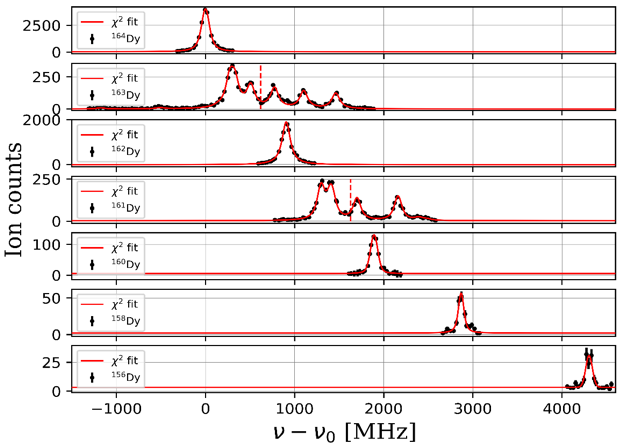 2500
0
χ² fit
¹⁶⁴Dy
250
0
χ² fit
¹⁶³Dy
2000
0
χ² fit
¹⁶²Dy
250
0
χ² fit
¹⁶¹Dy
100
0
χ² fit
¹⁶⁰Dy
50
0
χ² fit
¹⁵⁸Dy
25
0
χ² fit
¹⁵⁶Dy
Ion counts
−1000 0 1000 2000 3000 4000
ν − ν₀ [MHz]